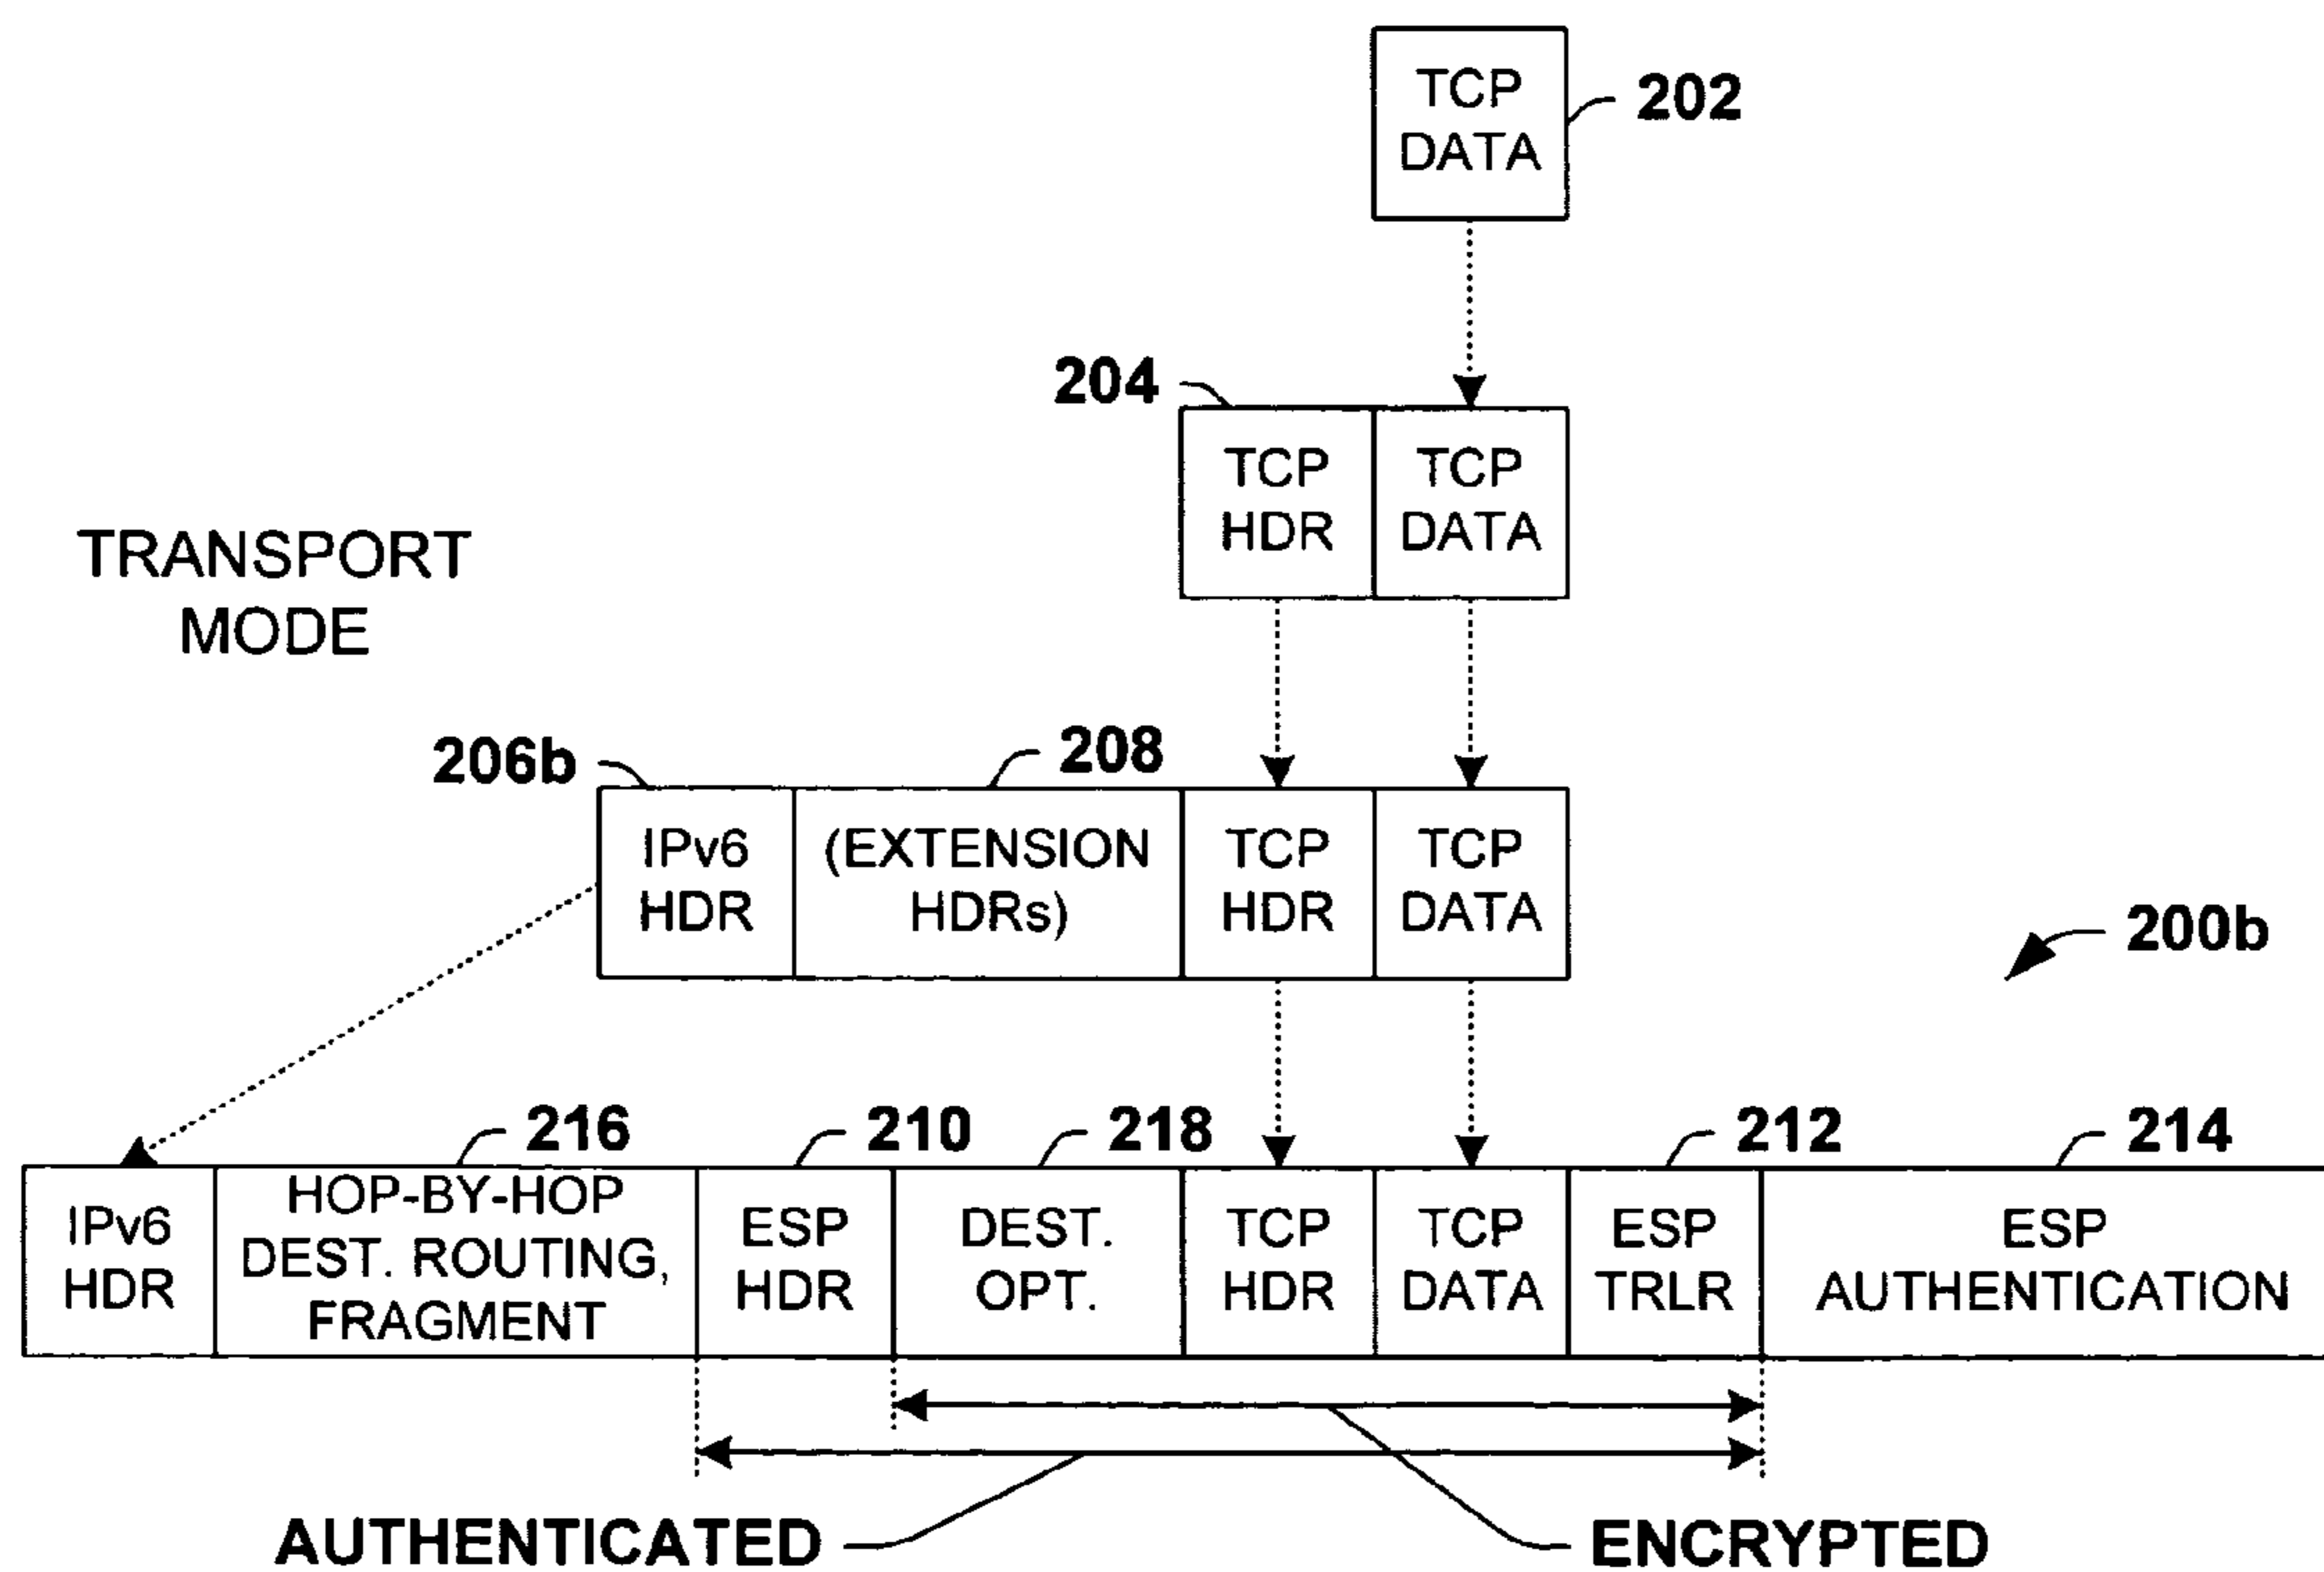 TCP
DATA
202
204
TCP
HDR
TCP
DATA
TRANSPORT
MODE
206b
208
IPv6
HDR
(EXTENSION
HDRs)
TCP
HDR
TCP
DATA
200b
216
210
218
212
214
IPv6
HDR
HOP-BY-HOP
DEST. ROUTING,
FRAGMENT
ESP
HDR
DEST.
OPT.
TCP
HDR
TCP
DATA
ESP
TRLR
ESP
AUTHENTICATION
AUTHENTICATED
ENCRYPTED